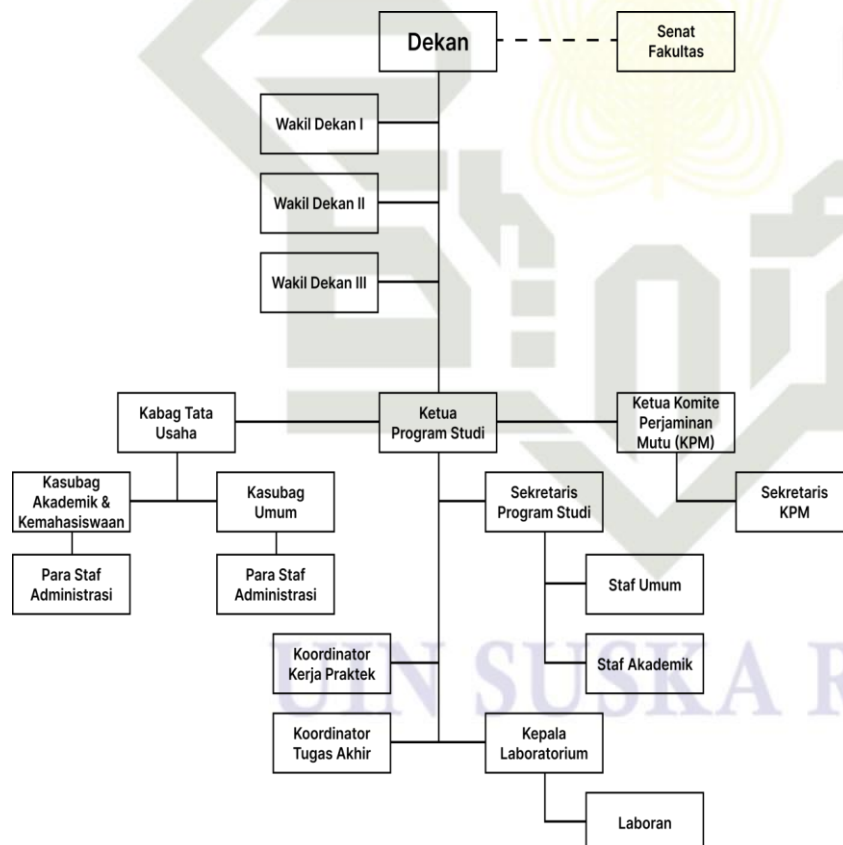 Dekan
Senat
Fakultas
Wakil Dekan I
Wakil Dekan II
Wakil Dekan III
Kabag Tata
Usaha
Ketua
Program Studi
Ketua Komite
Perjaminan
Mutu (KPM)
Kasubag
Akademik &
Kemahasiswaan
Kasubag
Umum
Sekretaris
Program Studi
Sekretaris
KPM
Para Staf
Administrasi
Para Staf
Administrasi
Staf Umum
Koordinator
Kerja Praktek
Staf Akademik
UIN SUSKA R
Koordinator
Tugas Akhir
Kepala
Laboratorium
Laboran